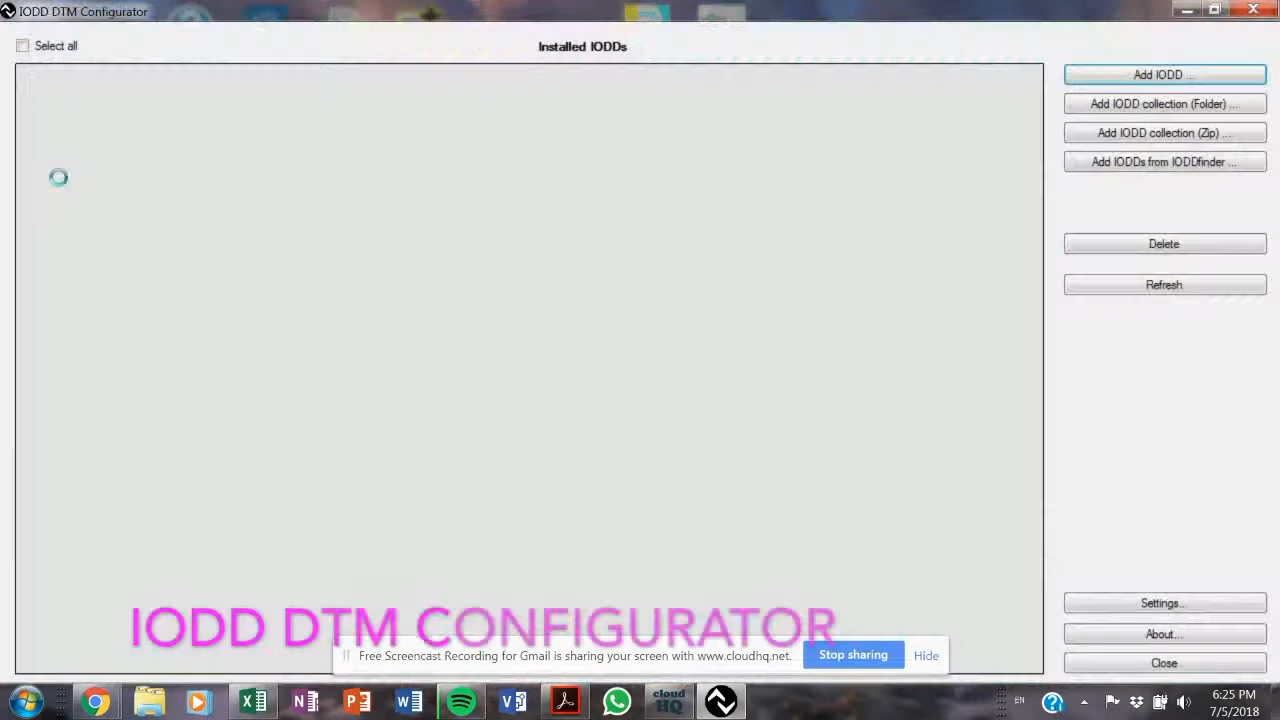 IODD DTM Configurator
Select all
Installed IODDs
Add IODD ...
Add IODD collection (Folder) ...
Add IODD collection (Zip) ...
Add IODDs from IODDfinder ...
Delete
Refresh
IODD DTM CONFIGURATOR
Free Screencast Recording for Gmail is sharing your screen with www.cloudhq.net.
Stop sharing
Hide
Settings...
About...
Close
cloud
HQ
EN
6:25 PM
7/5/2018